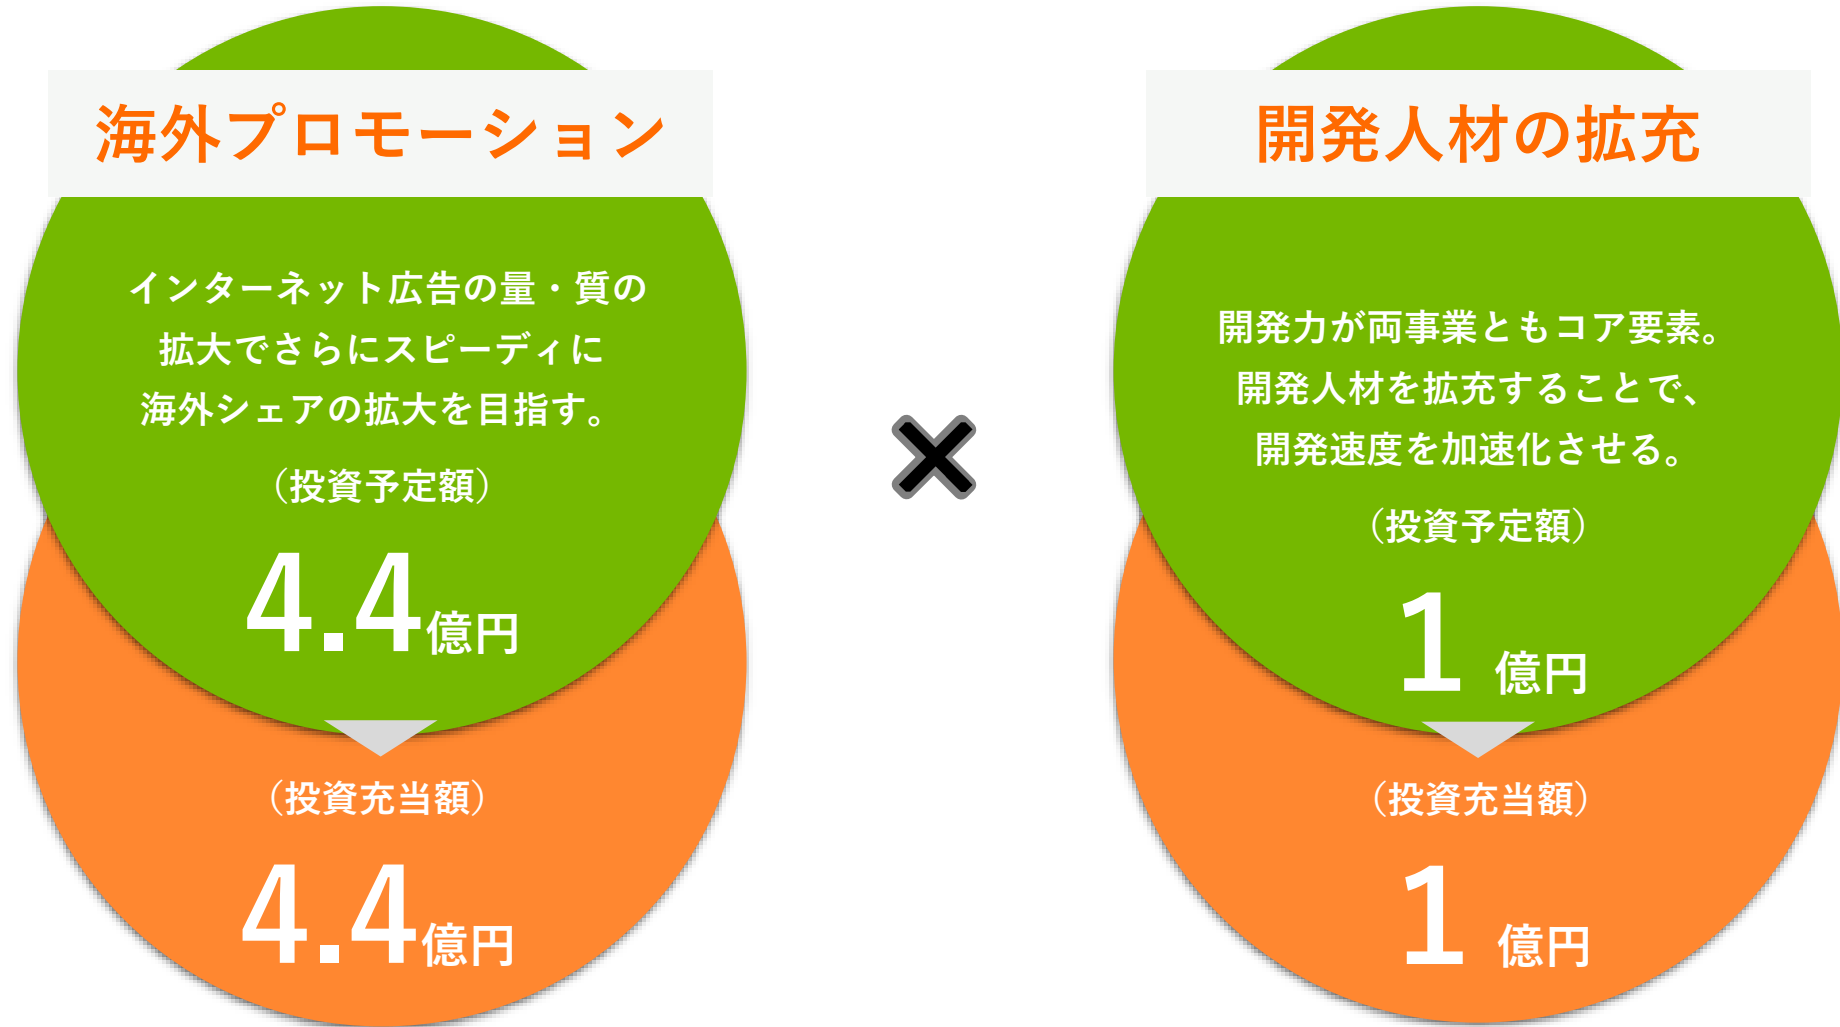 海外プロモーション
インターネット広告の量・質の
拡大でさらにスピーディに
海外シェアの拡大を目指す。
（投資予定額）
4.4億円
（投資充当額）
4.4億円
開発人材の拡充
開発力が両事業ともコア要素。
開発人材を拡充することで、
開発速度を加速化させる。
（投資予定額）
1 億円
（投資充当額）
1 億円